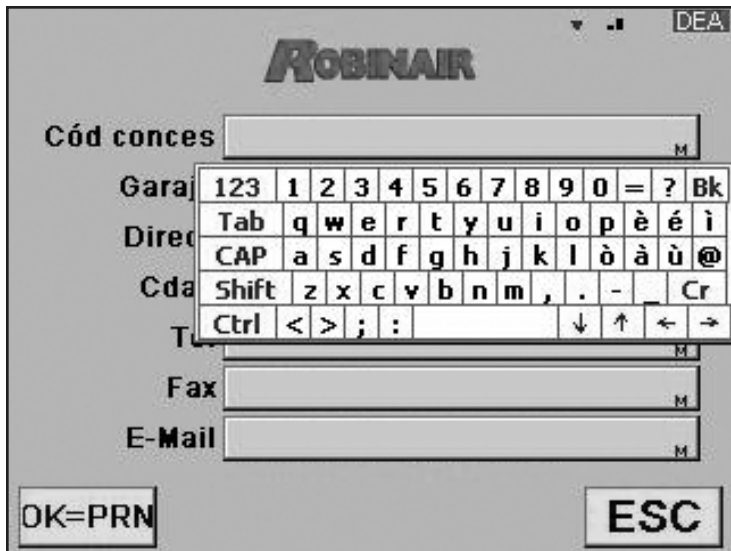 DEA
ROBINAIR
Cód conces M
Garaj
Direc
Cda
T
M
Fax M
E-Mail M
123 1 2 3 4 5 6 7 8 9 0 = ? Bk
Tab q w e r t y u i o p è é ì
CAP a s d f g h j k l ò à ù @
Shift z x c v b n m , . - _ Cr
Ctrl < > ; : ↓ ↑ ← →
OK=PRN ESC